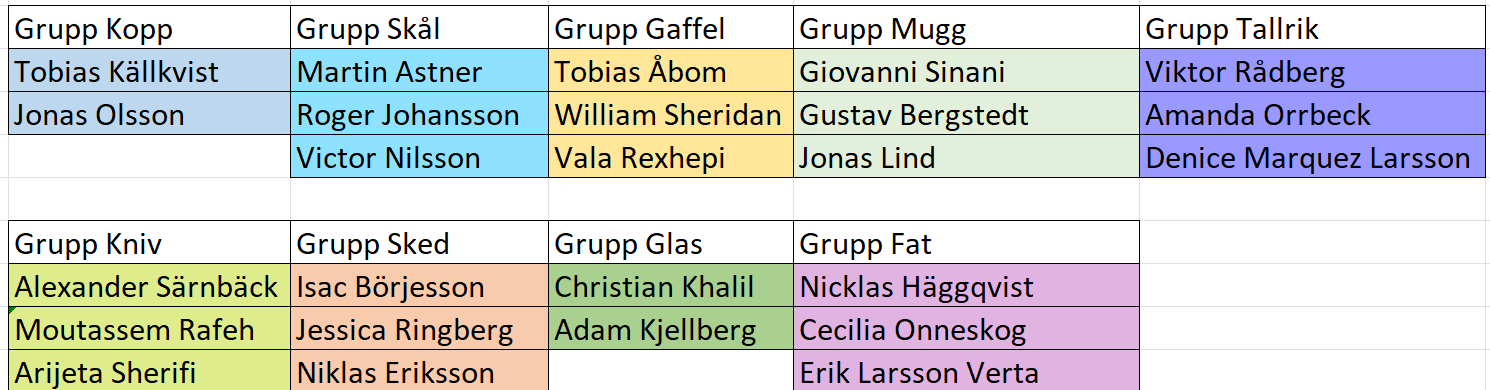 Grupp Kopp Grupp Skål Grupp Gaffel Grupp Mugg Grupp Tallrik
Tobias Källkvist Martin Astner Tobias Åbom Giovanni Sinani Viktor Rådberg
Jonas Olsson Roger Johansson William Sheridan Gustav Bergstedt Amanda Orrbeck
Victor Nilsson Vala Rexhepi Jonas Lind Denice Marquez Larsson
Grupp Kniv Grupp Sked Grupp Glas Grupp Fat
Alexander Särnbäck Isac Börjesson Christian Khalil Nicklas Häggqvist
Moutassem Rafeh Jessica Ringberg Adam Kjellberg Cecilia Onneskog
Arijeta Sherifi Niklas Eriksson Erik Larsson Verta